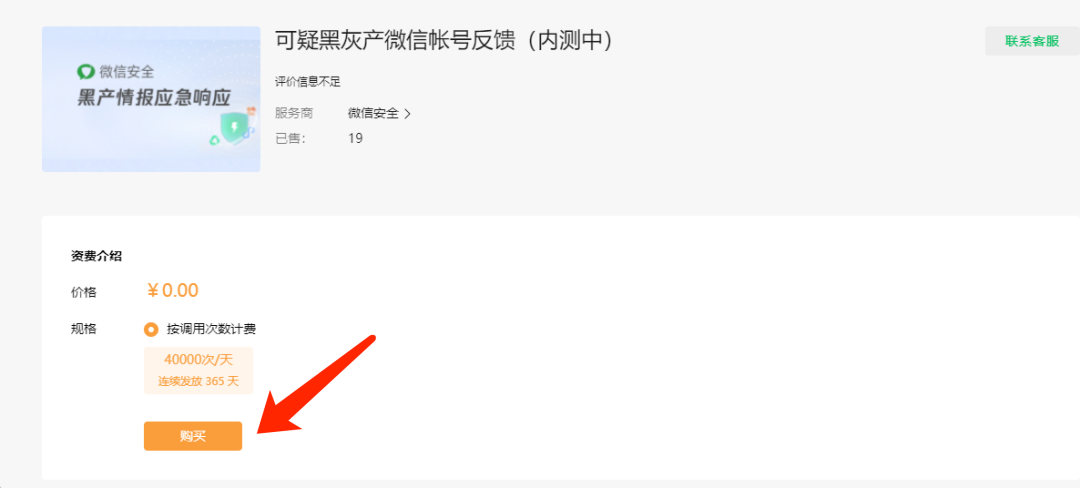 微信安全
黑产情报应急响应
可疑黑灰产微信帐号反馈（内测中）
联系客服
评价信息不足
服务商 微信安全 >
已售: 19
资费介绍
价格 ￥0.00
规格 按调用次数计费
40000次/天
连续发放 365 天
购买